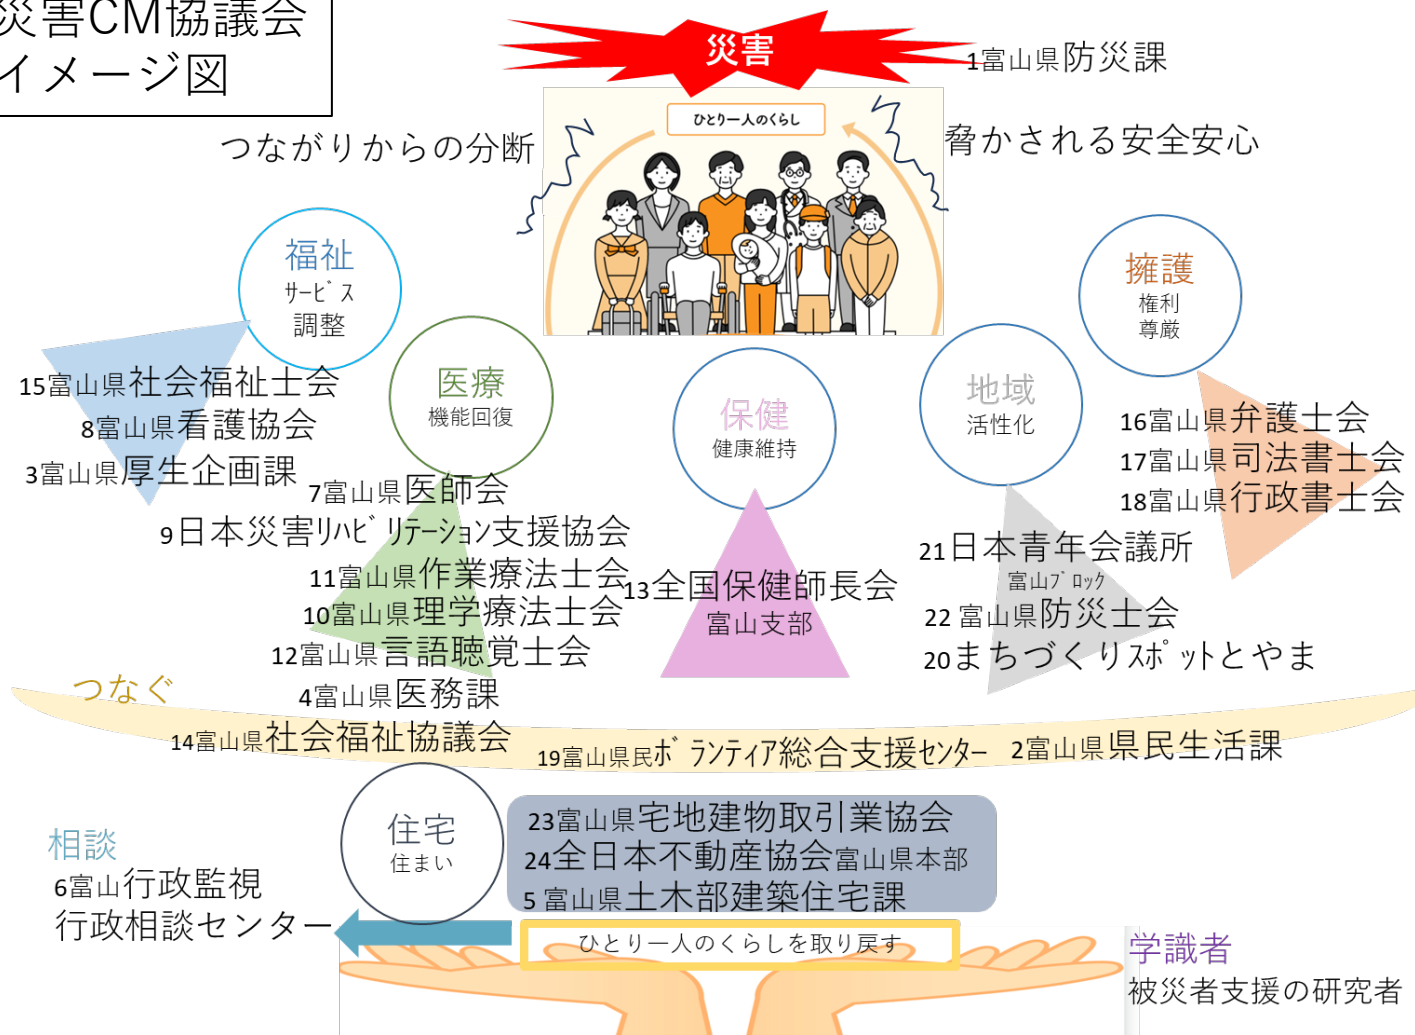 災害CM協議会
イメージ図
災害
1富山県防災課
ひとり一人のくらし
つながりからの分断
脅かされる安全安心
福祉
ｻｰﾋﾞｽ
調整
15富山県社会福祉士会
8富山県看護協会
3富山県厚生企画課
医療
機能回復
7富山県医師会
9日本災害ﾘﾊﾋﾞﾘﾃｰｼｮﾝ支援協会
11富山県作業療法士会
10富山県理学療法士会
12富山県言語聴覚士会
4富山県医務課
保健
健康維持
13全国保健師長会
富山支部
地域
活性化
21日本青年会議所
富山ﾌﾞﾛｯｸ
22 富山県防災士会
20まちづくりｽﾎﾟｯﾄとやま
擁護
権利
尊厳
16富山県弁護士会
17富山県司法書士会
18富山県行政書士会
つなぐ
14富山県社会福祉協議会
19富山県民ﾎﾞﾗﾝﾃｨｱ総合支援ｾﾝﾀｰ
2富山県県民生活課
住宅
住まい
23富山県宅地建物取引業協会
24全日本不動産協会富山県本部
5 富山県土木部建築住宅課
相談
6富山行政監視
行政相談センター
ひとり一人のくらしを取り戻す
学識者
被災者支援の研究者